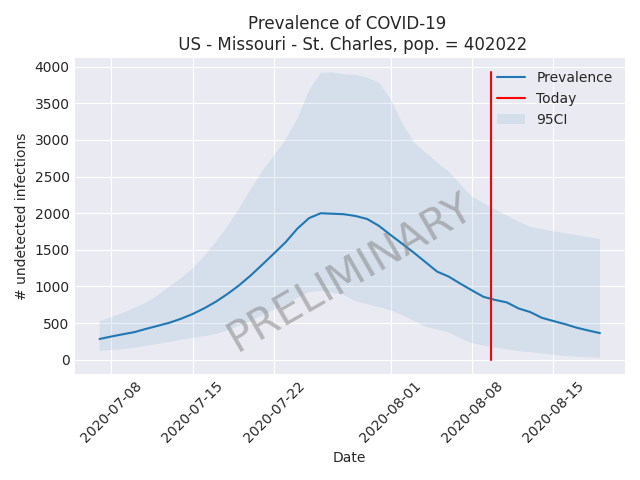 Prevalence of COVID-19
US - Missouri - St. Charles, pop. = 402022
4000
3500
3000
2500
2000
1500
1000
500
0
# undetected infections
Prevalence
Today
95CI
PRELIMINARY
2020-07-08
2020-07-15
2020-07-22
2020-08-01
2020-08-08
2020-08-15
Date